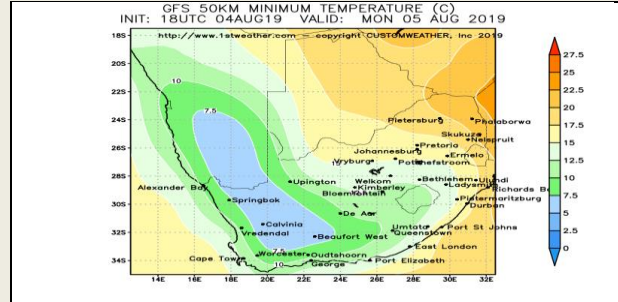 GFS 50KM MINIMUM TEMPERATURE (C)
INIT: 18UTC 04AUG19 VALID: MON 05 AUG 2019
http://www.1stweather.com — copyright CUSTOMWEATHER, Inc 2019
18S
20S
22S
24S
26S
28S
30S
32S
34S
10
7.5
Pietersburg
Phalaborwa
Skukuza
Nelspruit
Pretoria
Johannesburg
Ermelo
Vryburg
Potchefstroom
Welkom
Bethlehem
Ulundi
Upington
Kimberley
Ladysmith
Bloemfontein
Richards B
Alexander Bay
Springbok
Pietermaritzburg
Durban
De Aar
Calvinia
Vredendal
Beaufort West
Umtata
Port St Johns
Queenstown
East London
7.5
Worcester
Oudtshoorn
Cape Town
10
George
Port Elizabeth
14E
16E
18E
20E
22E
24E
26E
28E
30E
32E
27.5
25
22.5
20
17.5
15
12.5
10
7.5
5
2.5
0